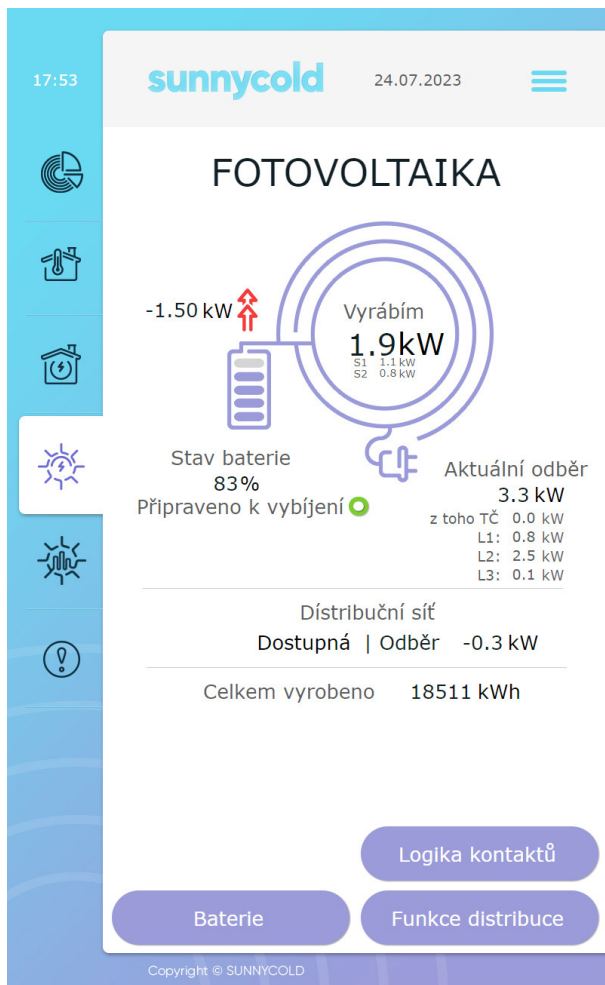 17:53
sunnycold
24.07.2023
FOTOVOLTAIKA
-1.50 kW
Vyrábím
1.9kW
S1 1.1 kW
S2 0.8 kW
Stav baterie
83%
Připraveno k vybíjení
Aktuální odběr
3.3 kW
z toho TČ 0.0 kW
L1: 0.8 kW
L2: 2.5 kW
L3: 0.1 kW
Dístribuční síť
Dostupná | Odběr -0.3 kW
Celkem vyrobeno 18511 kWh
Logika kontaktů
Baterie
Funkce distribuce
Copyright © SUNNYCOLD